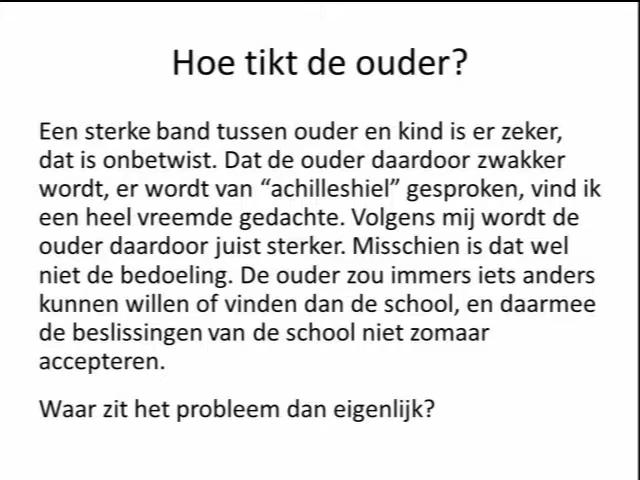 Hoe tikt de ouder?
Een sterke band tussen ouder en kind is er zeker,
dat is onbetwist. Dat de ouder daardoor zwakker
wordt, er wordt van “achilleshiel” gesproken, vind ik
een heel vreemde gedachte. Volgens mij wordt de
ouder daardoor juist sterker. Misschien is dat wel
niet de bedoeling. De ouder zou immers iets anders
kunnen willen of vinden dan de school, en daarmee
de beslissingen van de school niet zomaar
accepteren.
Waar zit het probleem dan eigenlijk?